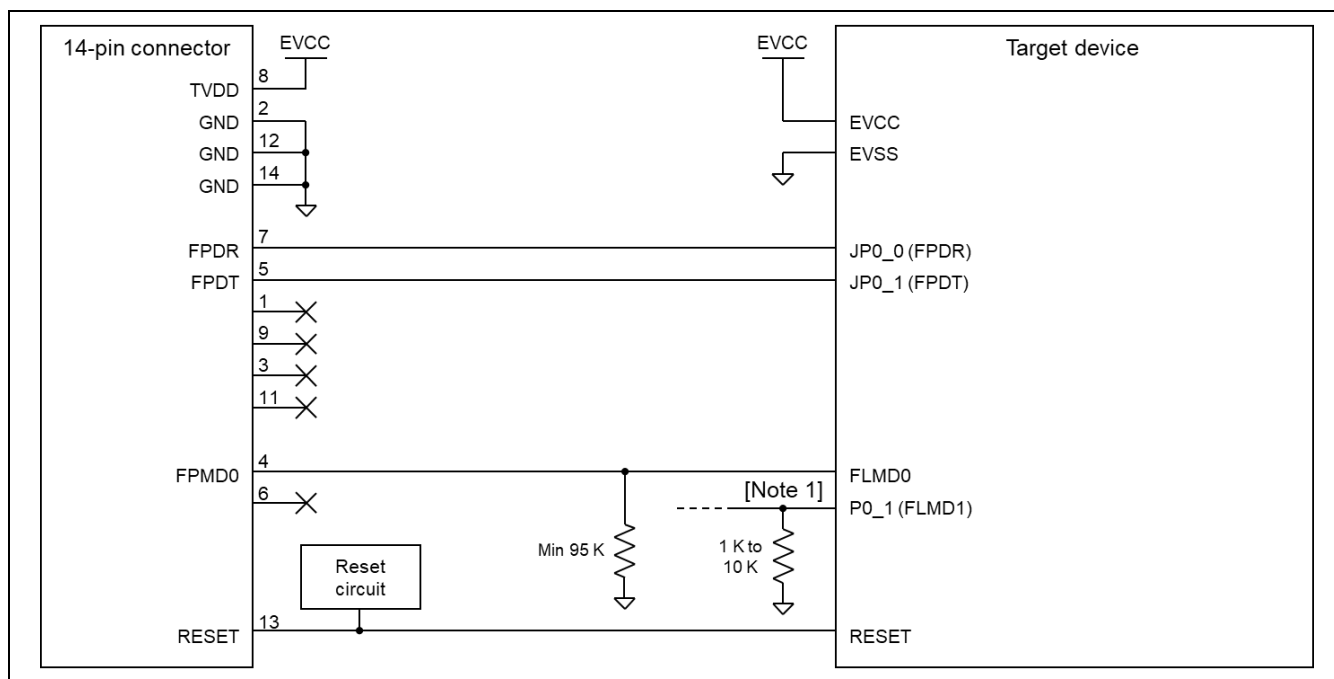 14-pin connector
EVCC
EVCC
Target device
8
TVDD
2
GND
EVCC
12
GND
EVSS
14
GND
7
FPDR
JP0_0 (FPDR)
5
FPDT
JP0_1 (FPDT)
1
9
3
11
4
FPMD0
FLMD0
6
[Note 1]
P0_1 (FLMD1)
Min 95 K
1 K to
10 K
Reset
circuit
13
RESET
RESET